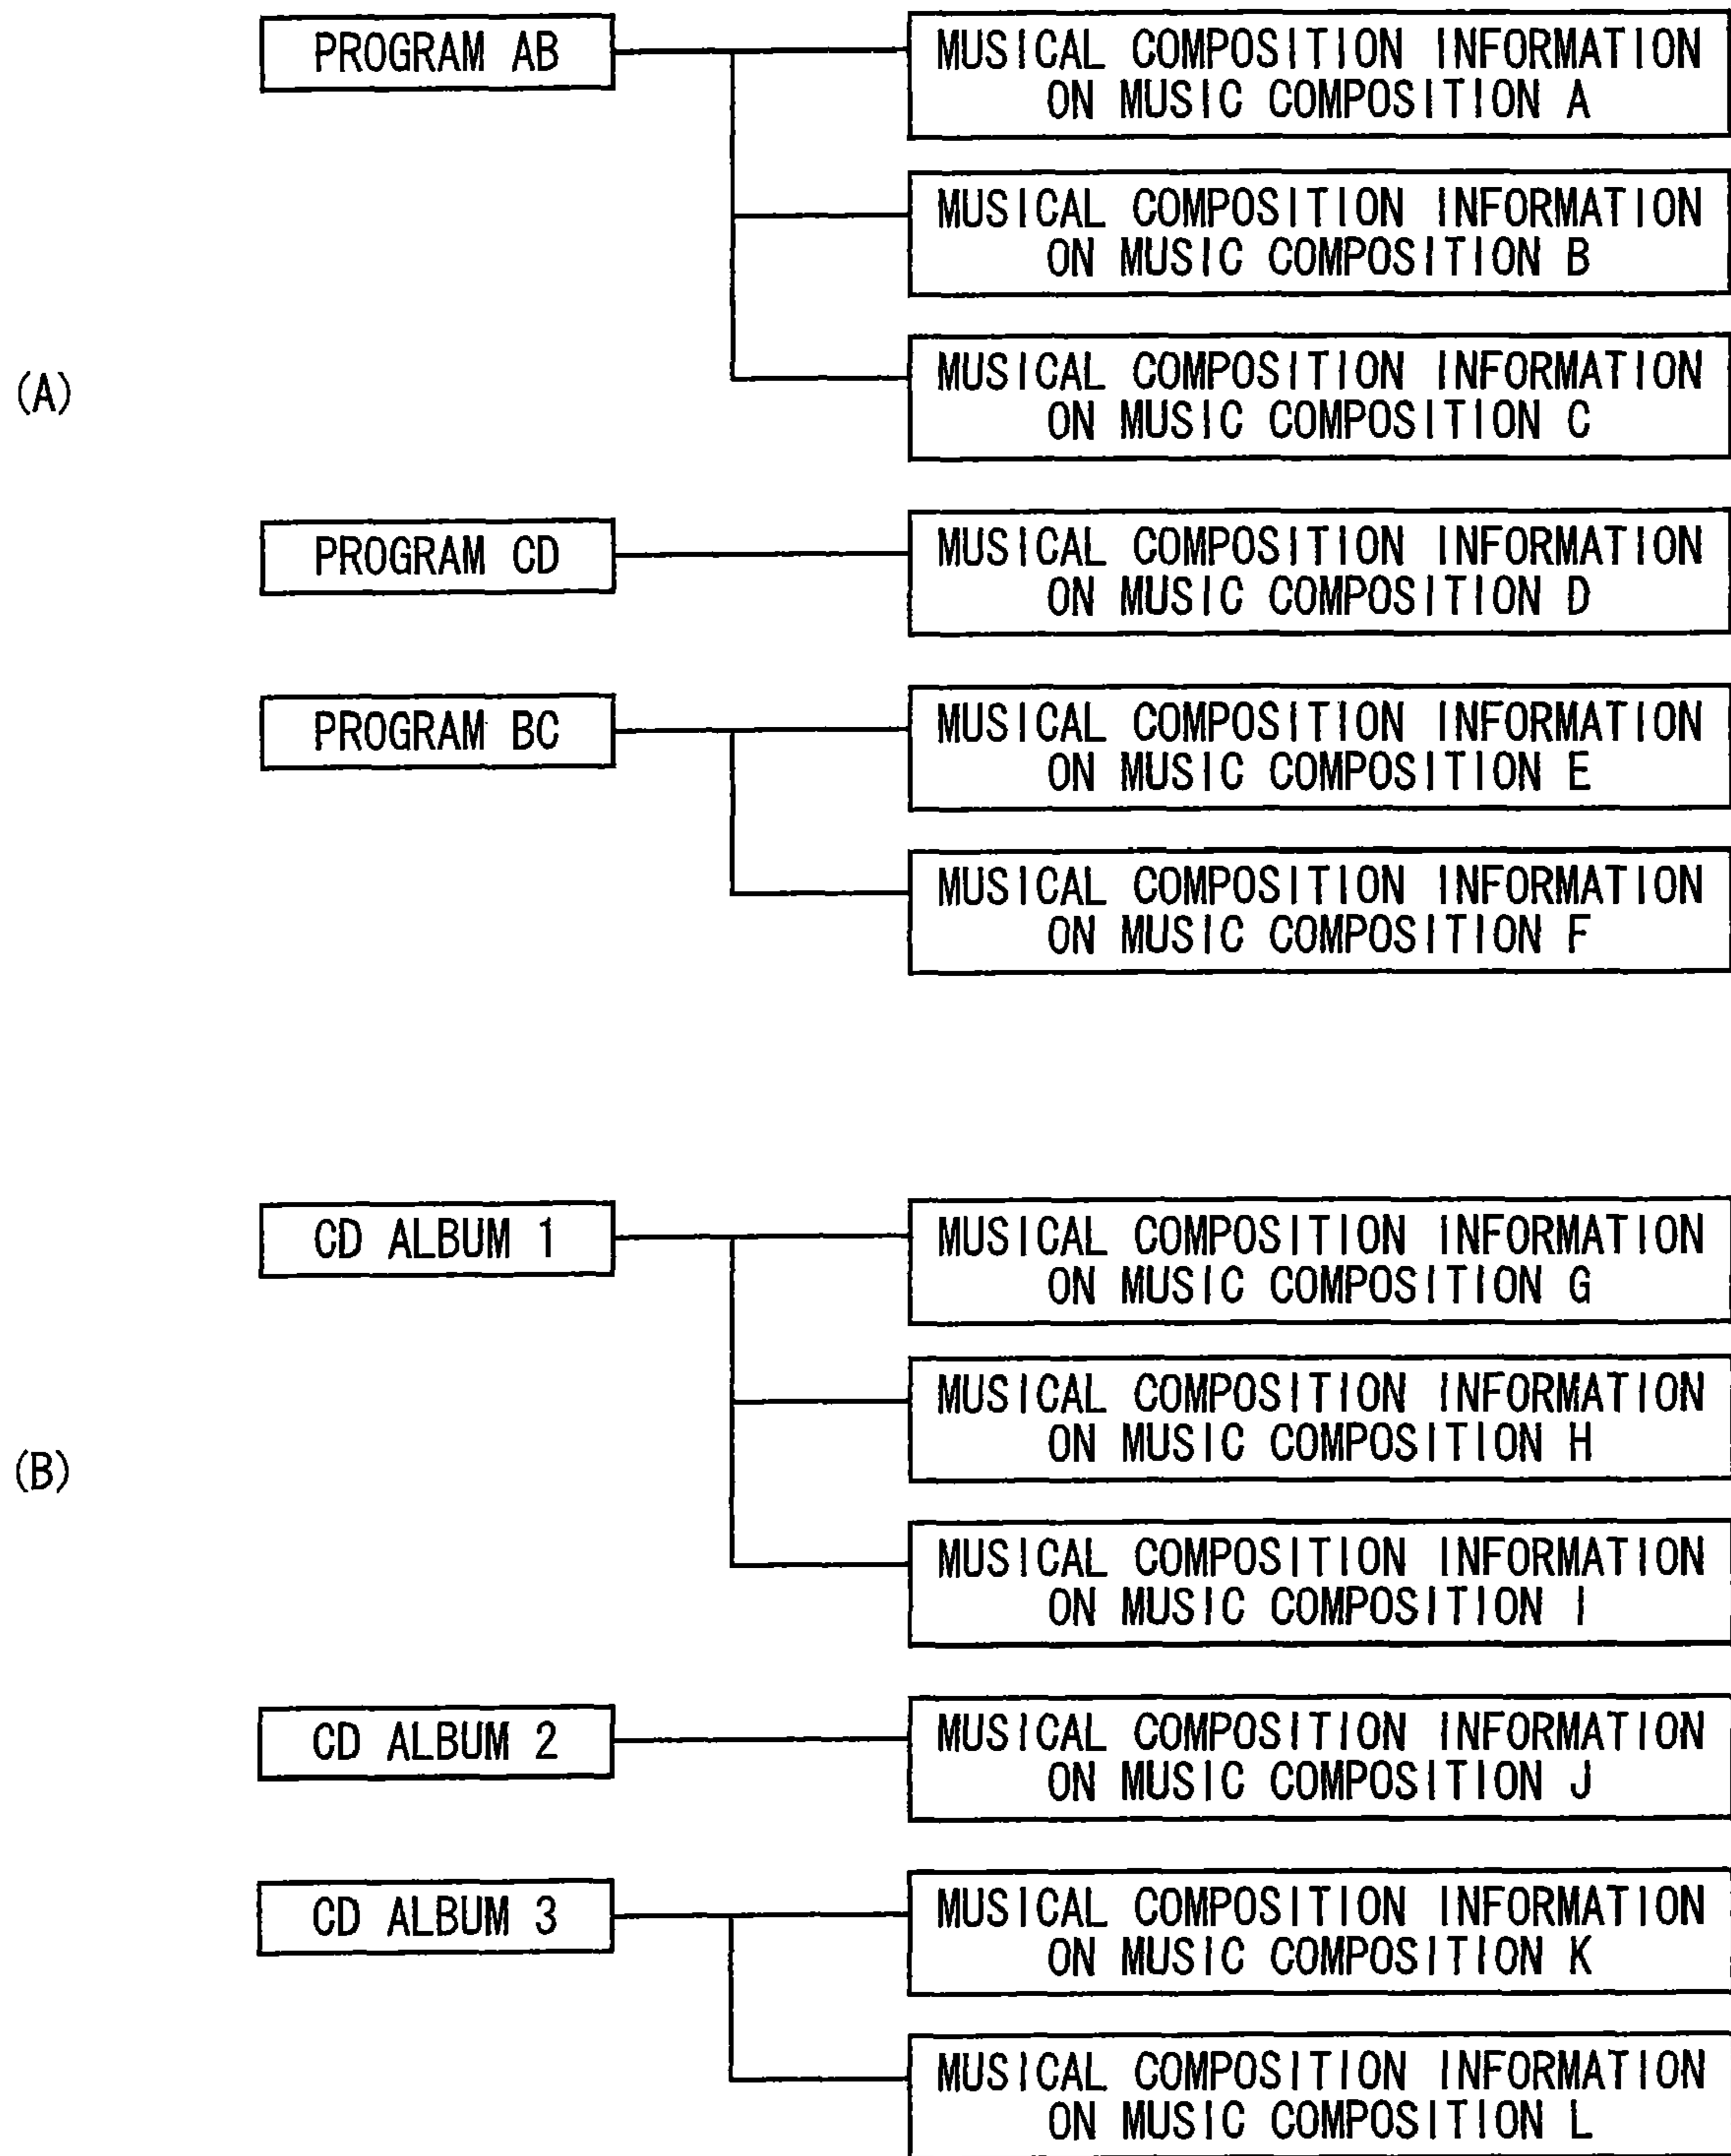 PROGRAM AB
MUSICAL COMPOSITION INFORMATION
ON MUSIC COMPOSITION A
MUSICAL COMPOSITION INFORMATION
ON MUSIC COMPOSITION B
(A)
MUSICAL COMPOSITION INFORMATION
ON MUSIC COMPOSITION C
PROGRAM CD
MUSICAL COMPOSITION INFORMATION
ON MUSIC COMPOSITION D
PROGRAM BC
MUSICAL COMPOSITION INFORMATION
ON MUSIC COMPOSITION E
MUSICAL COMPOSITION INFORMATION
ON MUSIC COMPOSITION F
CD ALBUM 1
MUSICAL COMPOSITION INFORMATION
ON MUSIC COMPOSITION G
(B)
MUSICAL COMPOSITION INFORMATION
ON MUSIC COMPOSITION H
MUSICAL COMPOSITION INFORMATION
ON MUSIC COMPOSITION I
CD ALBUM 2
MUSICAL COMPOSITION INFORMATION
ON MUSIC COMPOSITION J
CD ALBUM 3
MUSICAL COMPOSITION INFORMATION
ON MUSIC COMPOSITION K
MUSICAL COMPOSITION INFORMATION
ON MUSIC COMPOSITION L